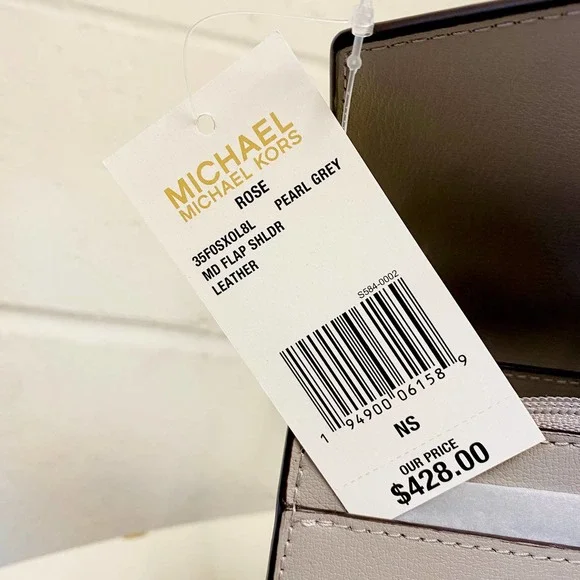 MICHAEL
MICHAEL KORS
ROSE
35F0SXOL8L PEARL GREY
MD FLAP SHLDR
LEATHER
S584-0002
1 94900 06158 9
NS
OUR PRICE
$428.00